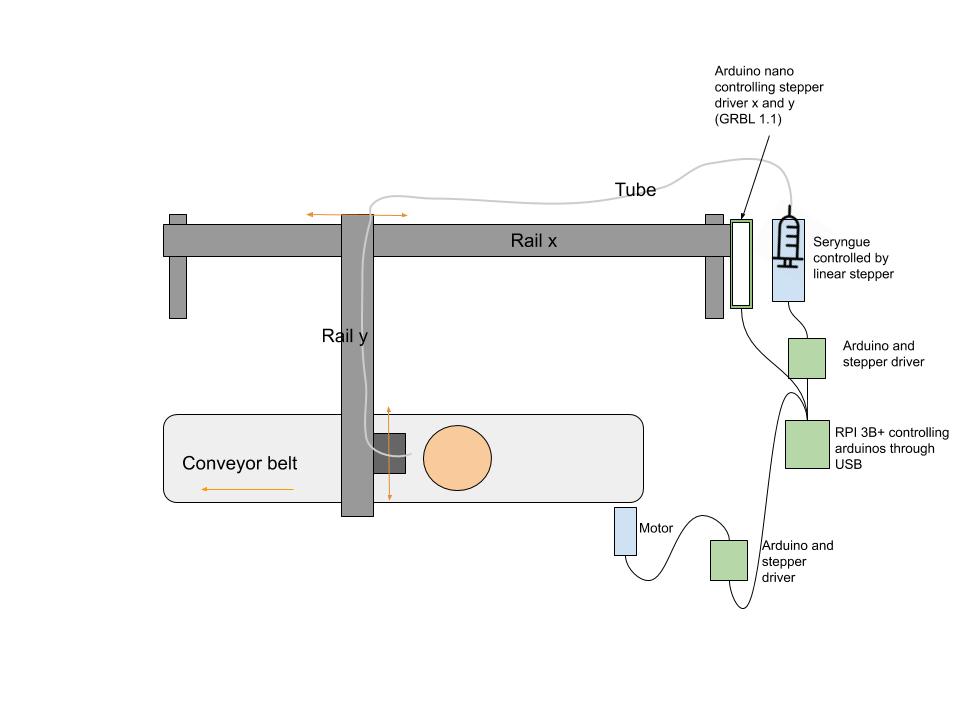 Arduino nano
controlling stepper
driver x and y
(GRBL 1.1)
Tube
Rail x
Seryngue
controlled by
linear stepper
Rail y
Arduino and
stepper driver
RPI 3B+ controlling
arduinos through
USB
Conveyor belt
Motor
Arduino and
stepper
driver